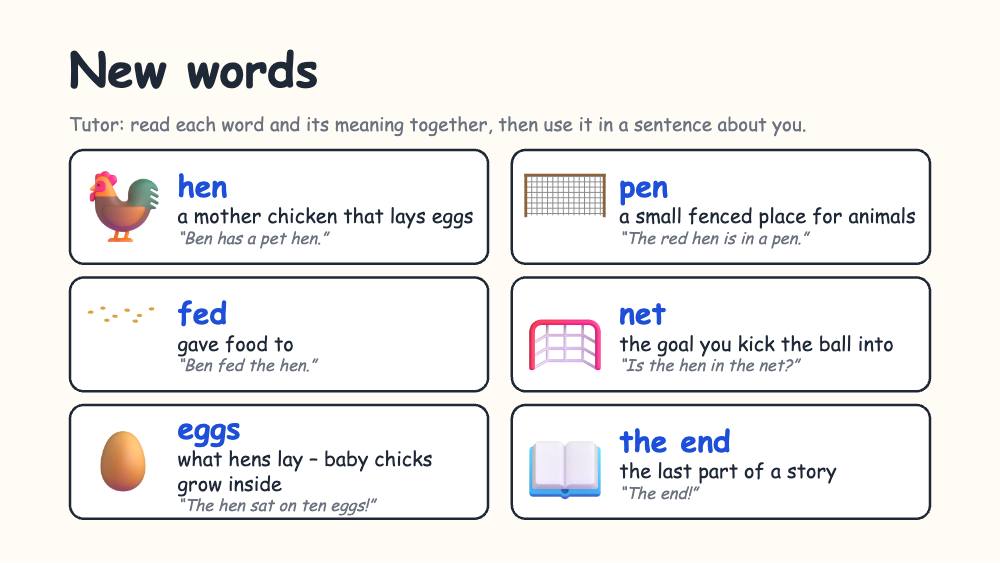 New words
Tutor: read each word and its meaning together, then use it in a sentence about you.
hen
a mother chicken that lays eggs
“Ben has a pet hen.”
pen
a small fenced place for animals
“The red hen is in a pen.”
fed
gave food to
“Ben fed the hen.”
net
the goal you kick the ball into
“Is the hen in the net?”
eggs
what hens lay – baby chicks
grow inside
“The hen sat on ten eggs!”
the end
the last part of a story
“The end!”